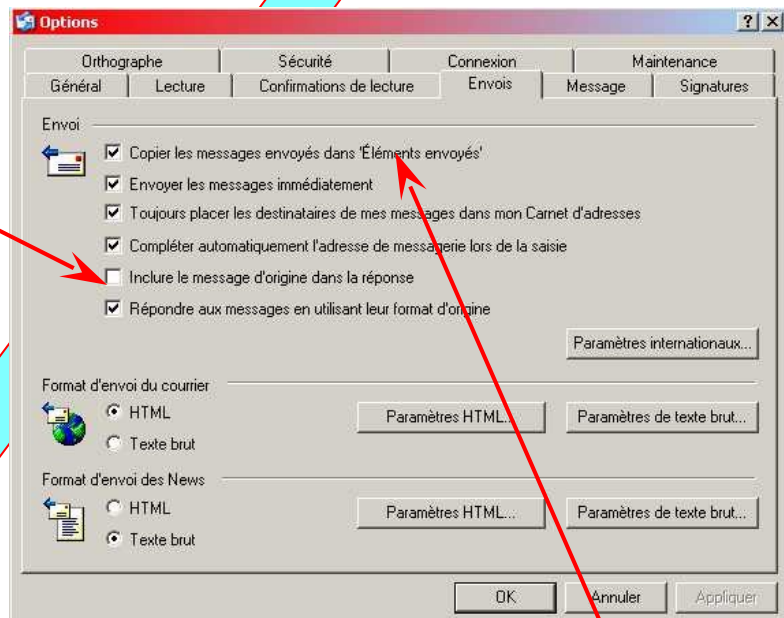 Options
Orthographe Sécurité Connexion Maintenance
Général Lecture Confirmations de lecture Envois Message Signatures
Envoi
Copier les messages envoyés dans 'Éléments envoyés'
Envoyer les messages immédiatement
Toujours placer les destinataires de mes messages dans mon Carnet d'adresses
Compléter automatiquement l'adresse de messagerie lors de la saisie
Inclure le message d'origine dans la réponse
Répondre aux messages en utilisant leur format d'origine
Paramètres internationaux...
Format d'envoi du courrier
HTML Paramètres HTML... Paramètres de texte brut...
Texte brut
Format d'envoi des News
HTML Paramètres HTML... Paramètres de texte brut...
Texte brut
OK Annuler Appliquer